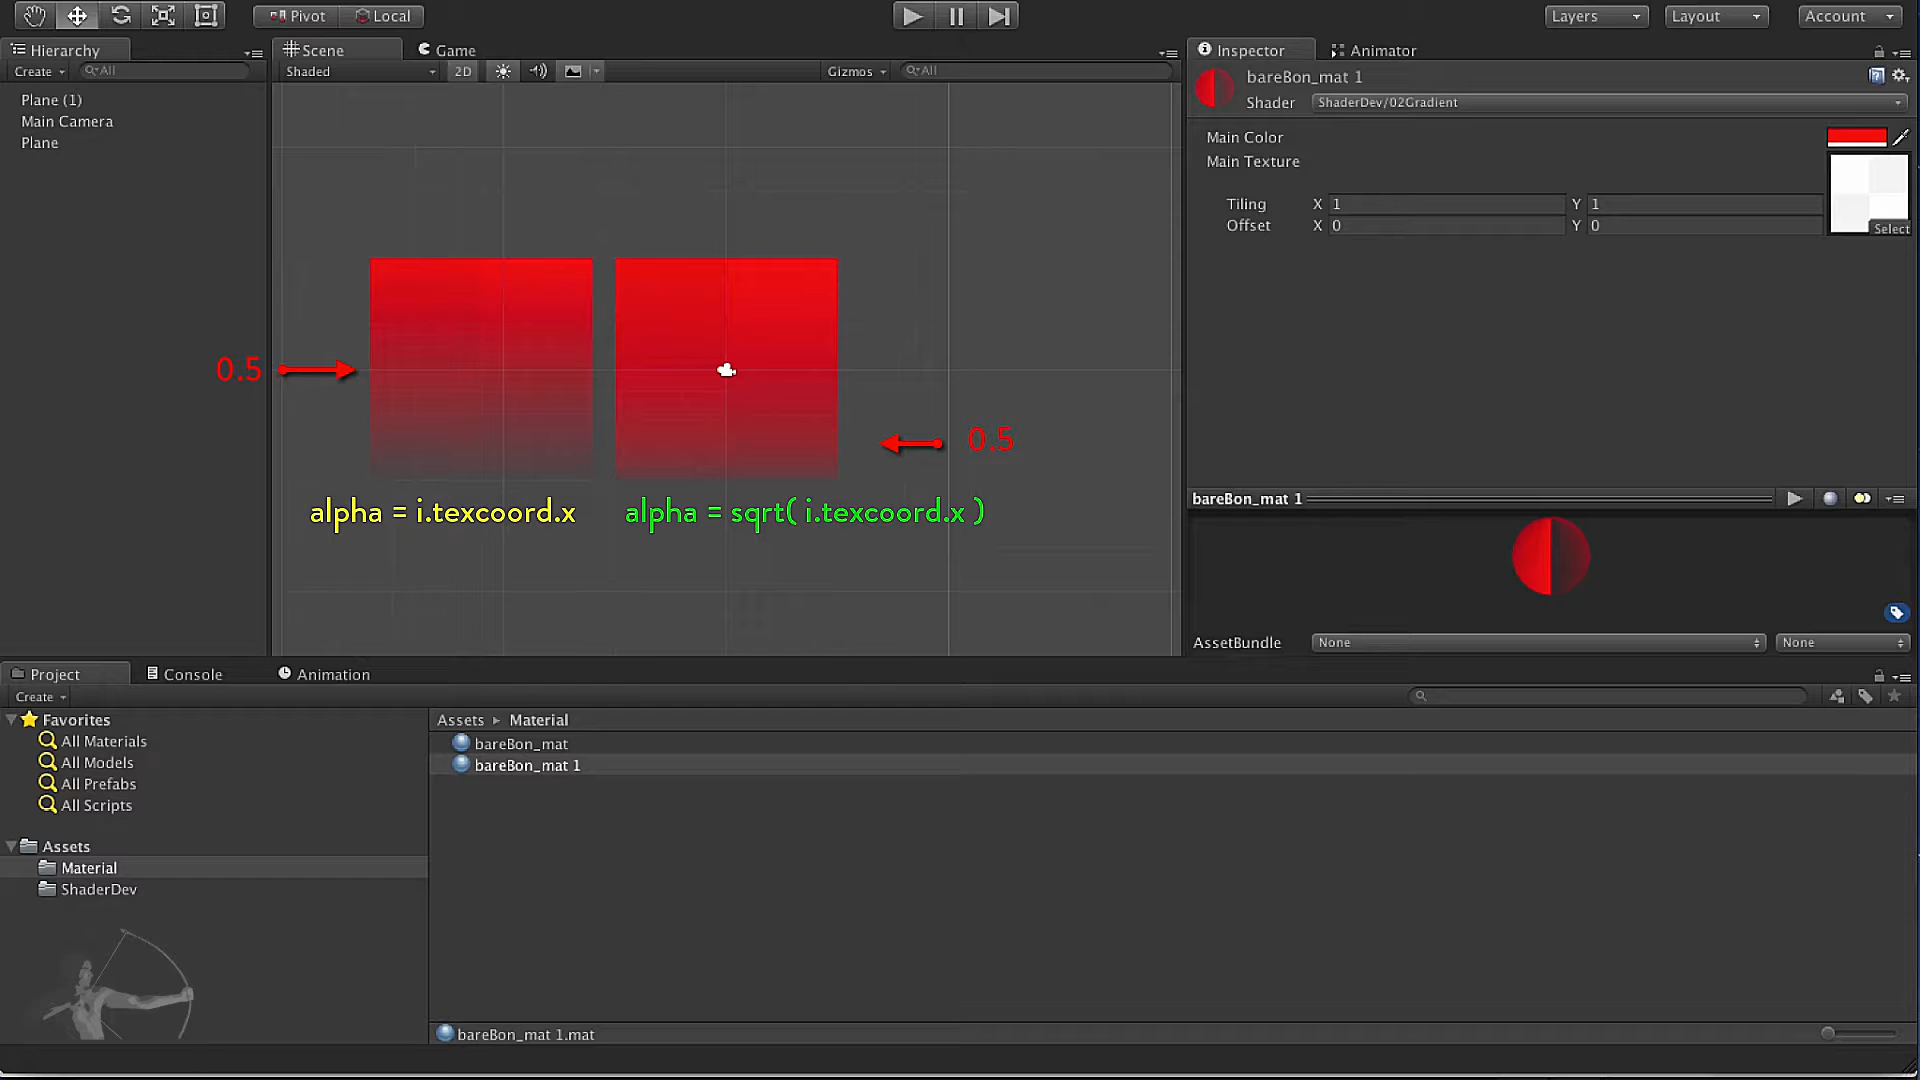 Pivot Local Layers Layout Account
Hierarchy Scene Game Inspector Animator
Create All Shaded 2D Gizmos All
bareBon_mat 1
Shader ShaderDev/02Gradient
Plane (1)
Main Camera
Plane
Main Color
Main Texture
Tiling X 1 Y 1
Offset X 0 Y 0
Select
0.5
0.5
alpha = i.texcoord.x alpha = sqrt( i.texcoord.x )
bareBon_mat 1
AssetBundle None None
Project Console Animation
Create
Favorites
All Materials
All Models
All Prefabs
All Scripts
Assets
Material
ShaderDev
Assets Material
bareBon_mat
bareBon_mat 1
bareBon_mat 1.mat